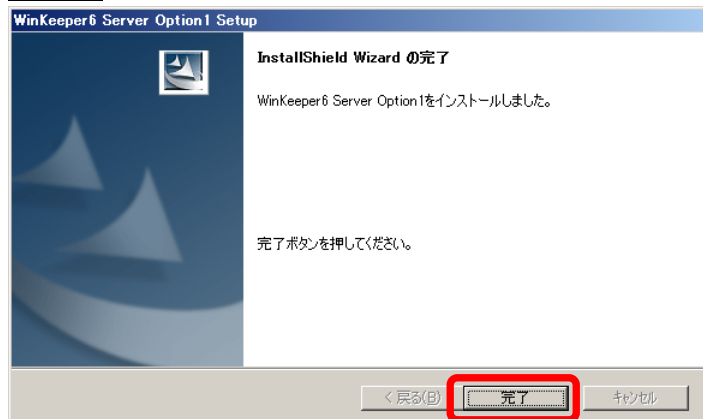 WinKeeper6 Server Option1 Setup
InstallShield Wizard の完了
WinKeeper6 Server Option1をインストールしました。
完了ボタンを押してください。
< 戻る(B)
完了
キャンセル